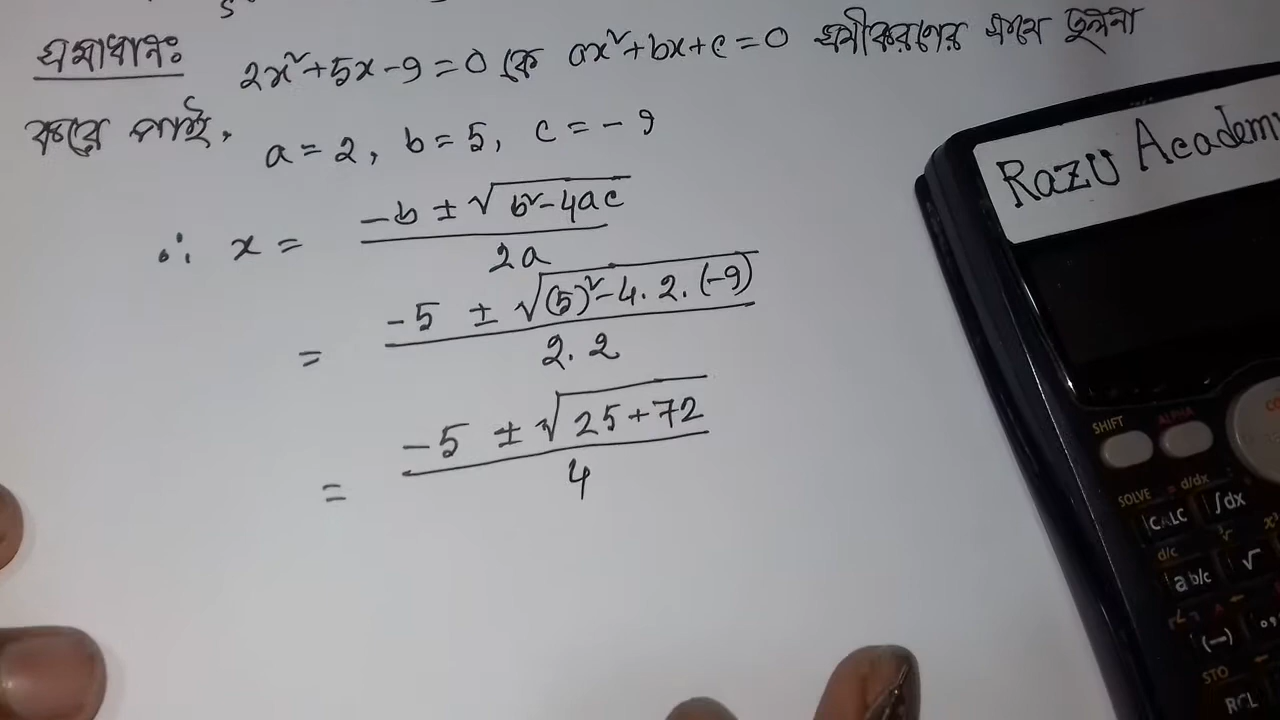 সমাধানঃ 2x²+5x-9=0 কে ax²+bx+c=0 সমীকরণের সাথে তুলনা
করে পাই, a=2, b=5, c=-9
∴ x = (-b ± √(b²-4ac)) / 2a
= (-5 ± √((5)²-4.2.(-9))) / 2.2
= (-5 ± √(25+72)) / 4
Razu Academy
SHIFT ALPHA
SOLVE = d/dx
CALC ∫dx
d/c
a b/c √
(−)
STO
RCL